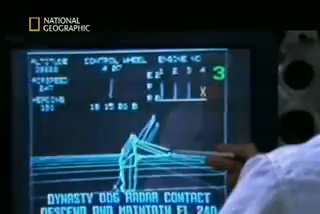 NATIONAL
GEOGRAPHIC
ALTITUDE
CONTROL WHEEL
ENGINE NO
1 2 3 4
3
AIRSPEED
247
X
HEADING
DYNASTY 006 RADAR CONTACT
DESCEND AND MAINTAIN FL 240